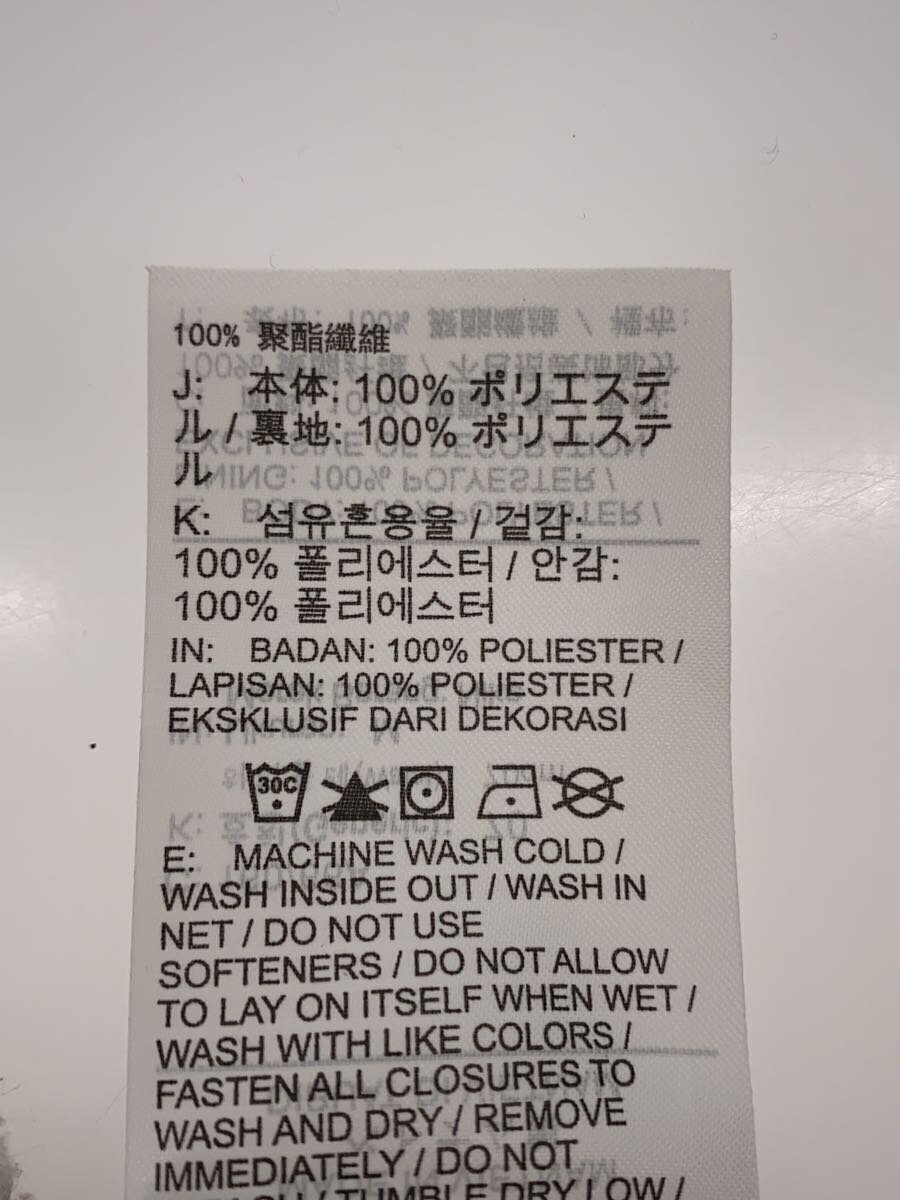 100% 聚酯纖維
J: 本体: 100% ポリエステ
ル / 裏地: 100% ポリエステ
ル
K: 섬유혼용율 / 겉감:
100% 폴리에스터 / 안감:
100% 폴리에스터
IN: BADAN: 100% POLIESTER /
LAPISAN: 100% POLIESTER /
EKSKLUSIF DARI DEKORASI
30C
E: MACHINE WASH COLD /
WASH INSIDE OUT / WASH IN
NET / DO NOT USE
SOFTENERS / DO NOT ALLOW
TO LAY ON ITSELF WHEN WET /
WASH WITH LIKE COLORS /
FASTEN ALL CLOSURES TO
WASH AND DRY / REMOVE
IMMEDIATELY / DO NOT
/ TUMBLE DRY LOW /